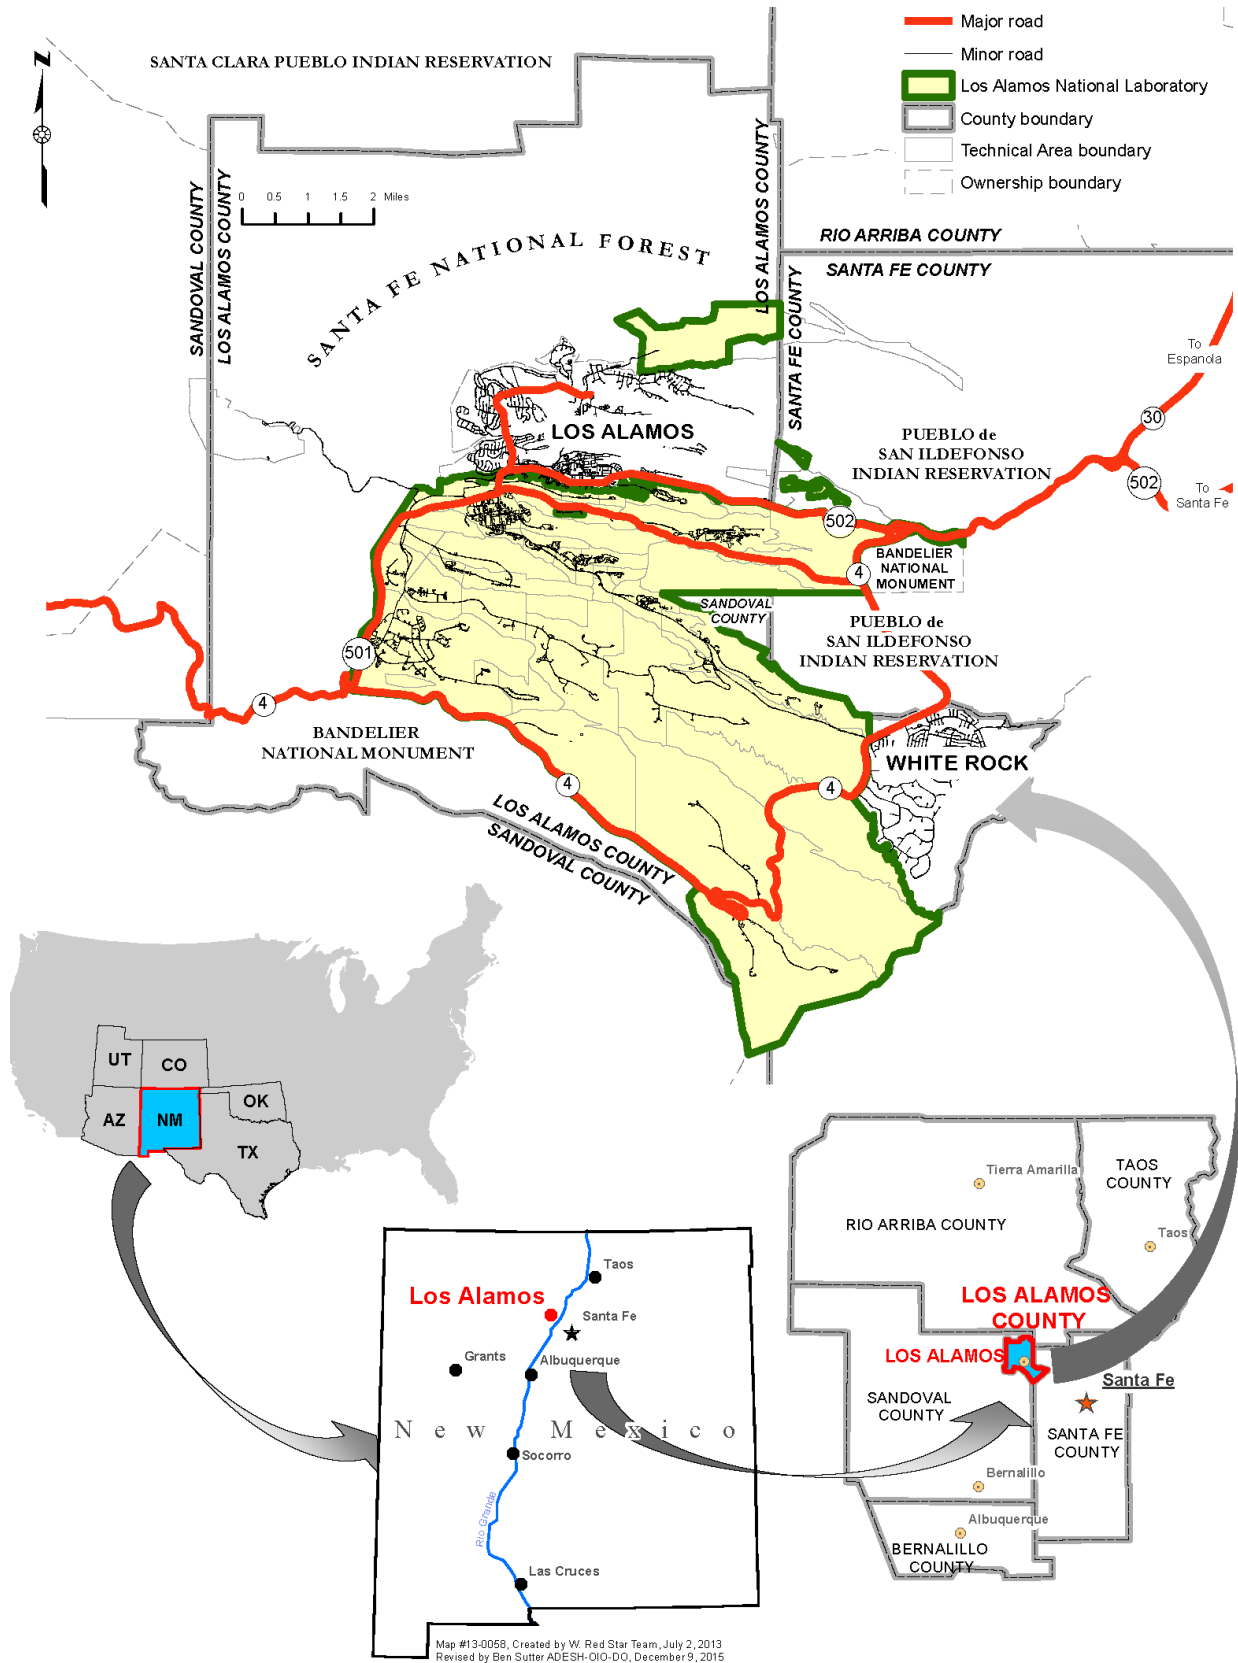 Major road
Minor road
Los Alamos National Laboratory
County boundary
Technical Area boundary
Ownership boundary
N
SANTA CLARA PUEBLO INDIAN RESERVATION
SANDOVAL COUNTY
LOS ALAMOS COUNTY
0 0.5 1 1.5 2 Miles
LOS ALAMOS COUNTY
SANTA FE COUNTY
RIO ARRIBA COUNTY
SANTA FE COUNTY
SANTA FE NATIONAL FOREST
To
Espanola
30
LOS ALAMOS
PUEBLO de
SAN ILDEFONSO
INDIAN RESERVATION
502
To
Santa Fe
502
BANDELIER
NATIONAL
MONUMENT
4
SANDOVAL
COUNTY
PUEBLO de
SAN ILDEFONSO
INDIAN RESERVATION
501
4
BANDELIER
NATIONAL MONUMENT
WHITE ROCK
4
4
LOS ALAMOS COUNTY
SANDOVAL COUNTY
UT
CO
AZ
NM
OK
TX
Taos
Los Alamos
Santa Fe
Grants
Albuquerque
New Mexico
Socorro
Rio Grande
Las Cruces
Tierra Amarilla
TAOS
COUNTY
RIO ARRIBA COUNTY
Taos
LOS ALAMOS
COUNTY
LOS ALAMOS
Santa Fe
SANDOVAL
COUNTY
SANTA FE
COUNTY
Bernalillo
Albuquerque
BERNALILLO
COUNTY
Map #13-0058, Created by W. Red Star Team, July 2, 2013
Revised by Ben Sutter ADESH-OIO-DO, December 9, 2015